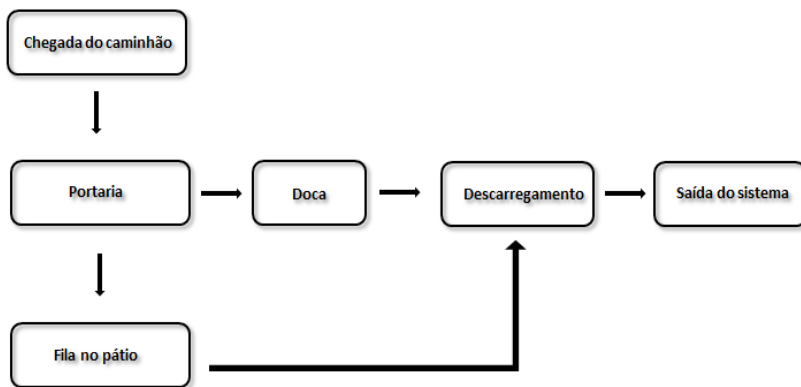 Chegada do caminhão
Portaria
Doca
Descarregamento
Saída do sistema
Fila no pátio